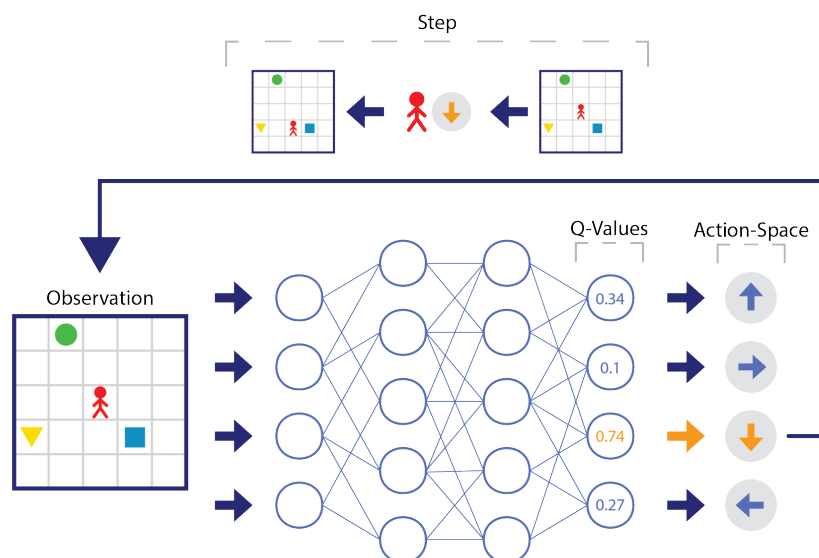 Step
Q-Values
Action-Space
Observation
0.34
0.1
0.74
0.27